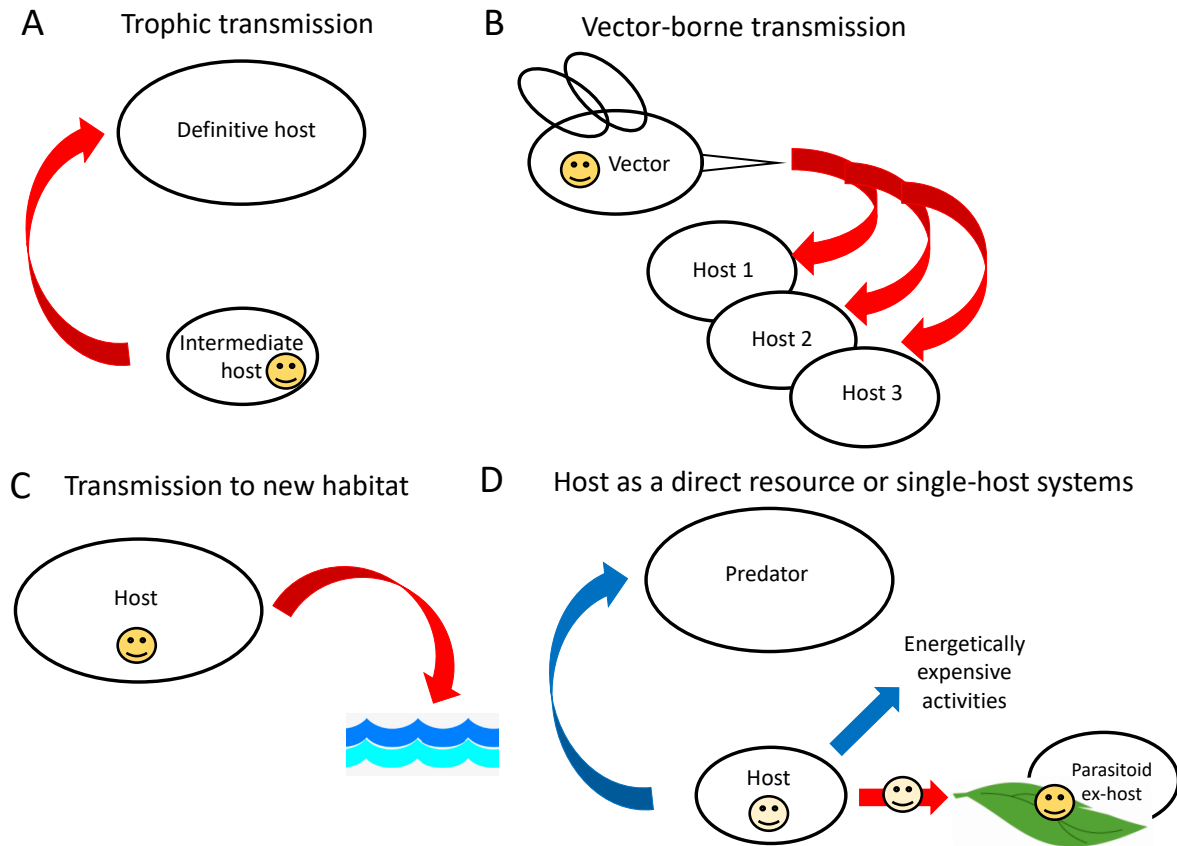 A
Trophic transmission
Definitive host
Intermediate
host
B
Vector-borne transmission
Vector
Host 1
Host 2
Host 3
C
Transmission to new habitat
Host
D
Host as a direct resource or single-host systems
Predator
Energetically
expensive
activities
Host
Parasitoid
ex-host